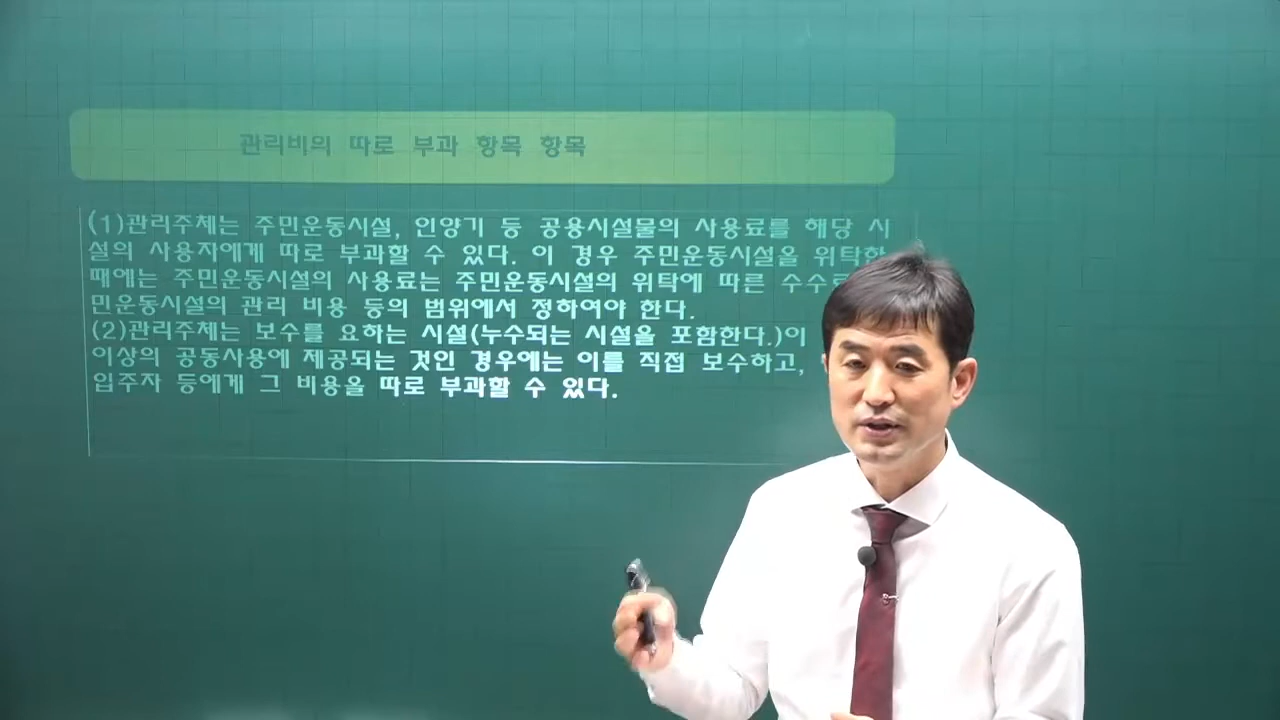 관리비의 따로 부과 항목 항목
(1)관리주체는 주민운동시설, 인양기 등 공용시설물의 사용료를 해당 시
설의 사용자에게 따로 부과할 수 있다. 이 경우 주민운동시설을 위탁한
때에는 주민운동시설의 사용료는 주민운동시설의 위탁에 따른
민운동시설의 관리 비용 등의 범위에서 정하여야 한다.
(2)관리주체는 보수를 요하는 시설(누수되는 시설을 포함한다.)이
이상의 공동사용에 제공되는 것인 경우에는 이를 직접 보수하고,
입주자 등에게 그 비용을 따로 부과할 수 있다.